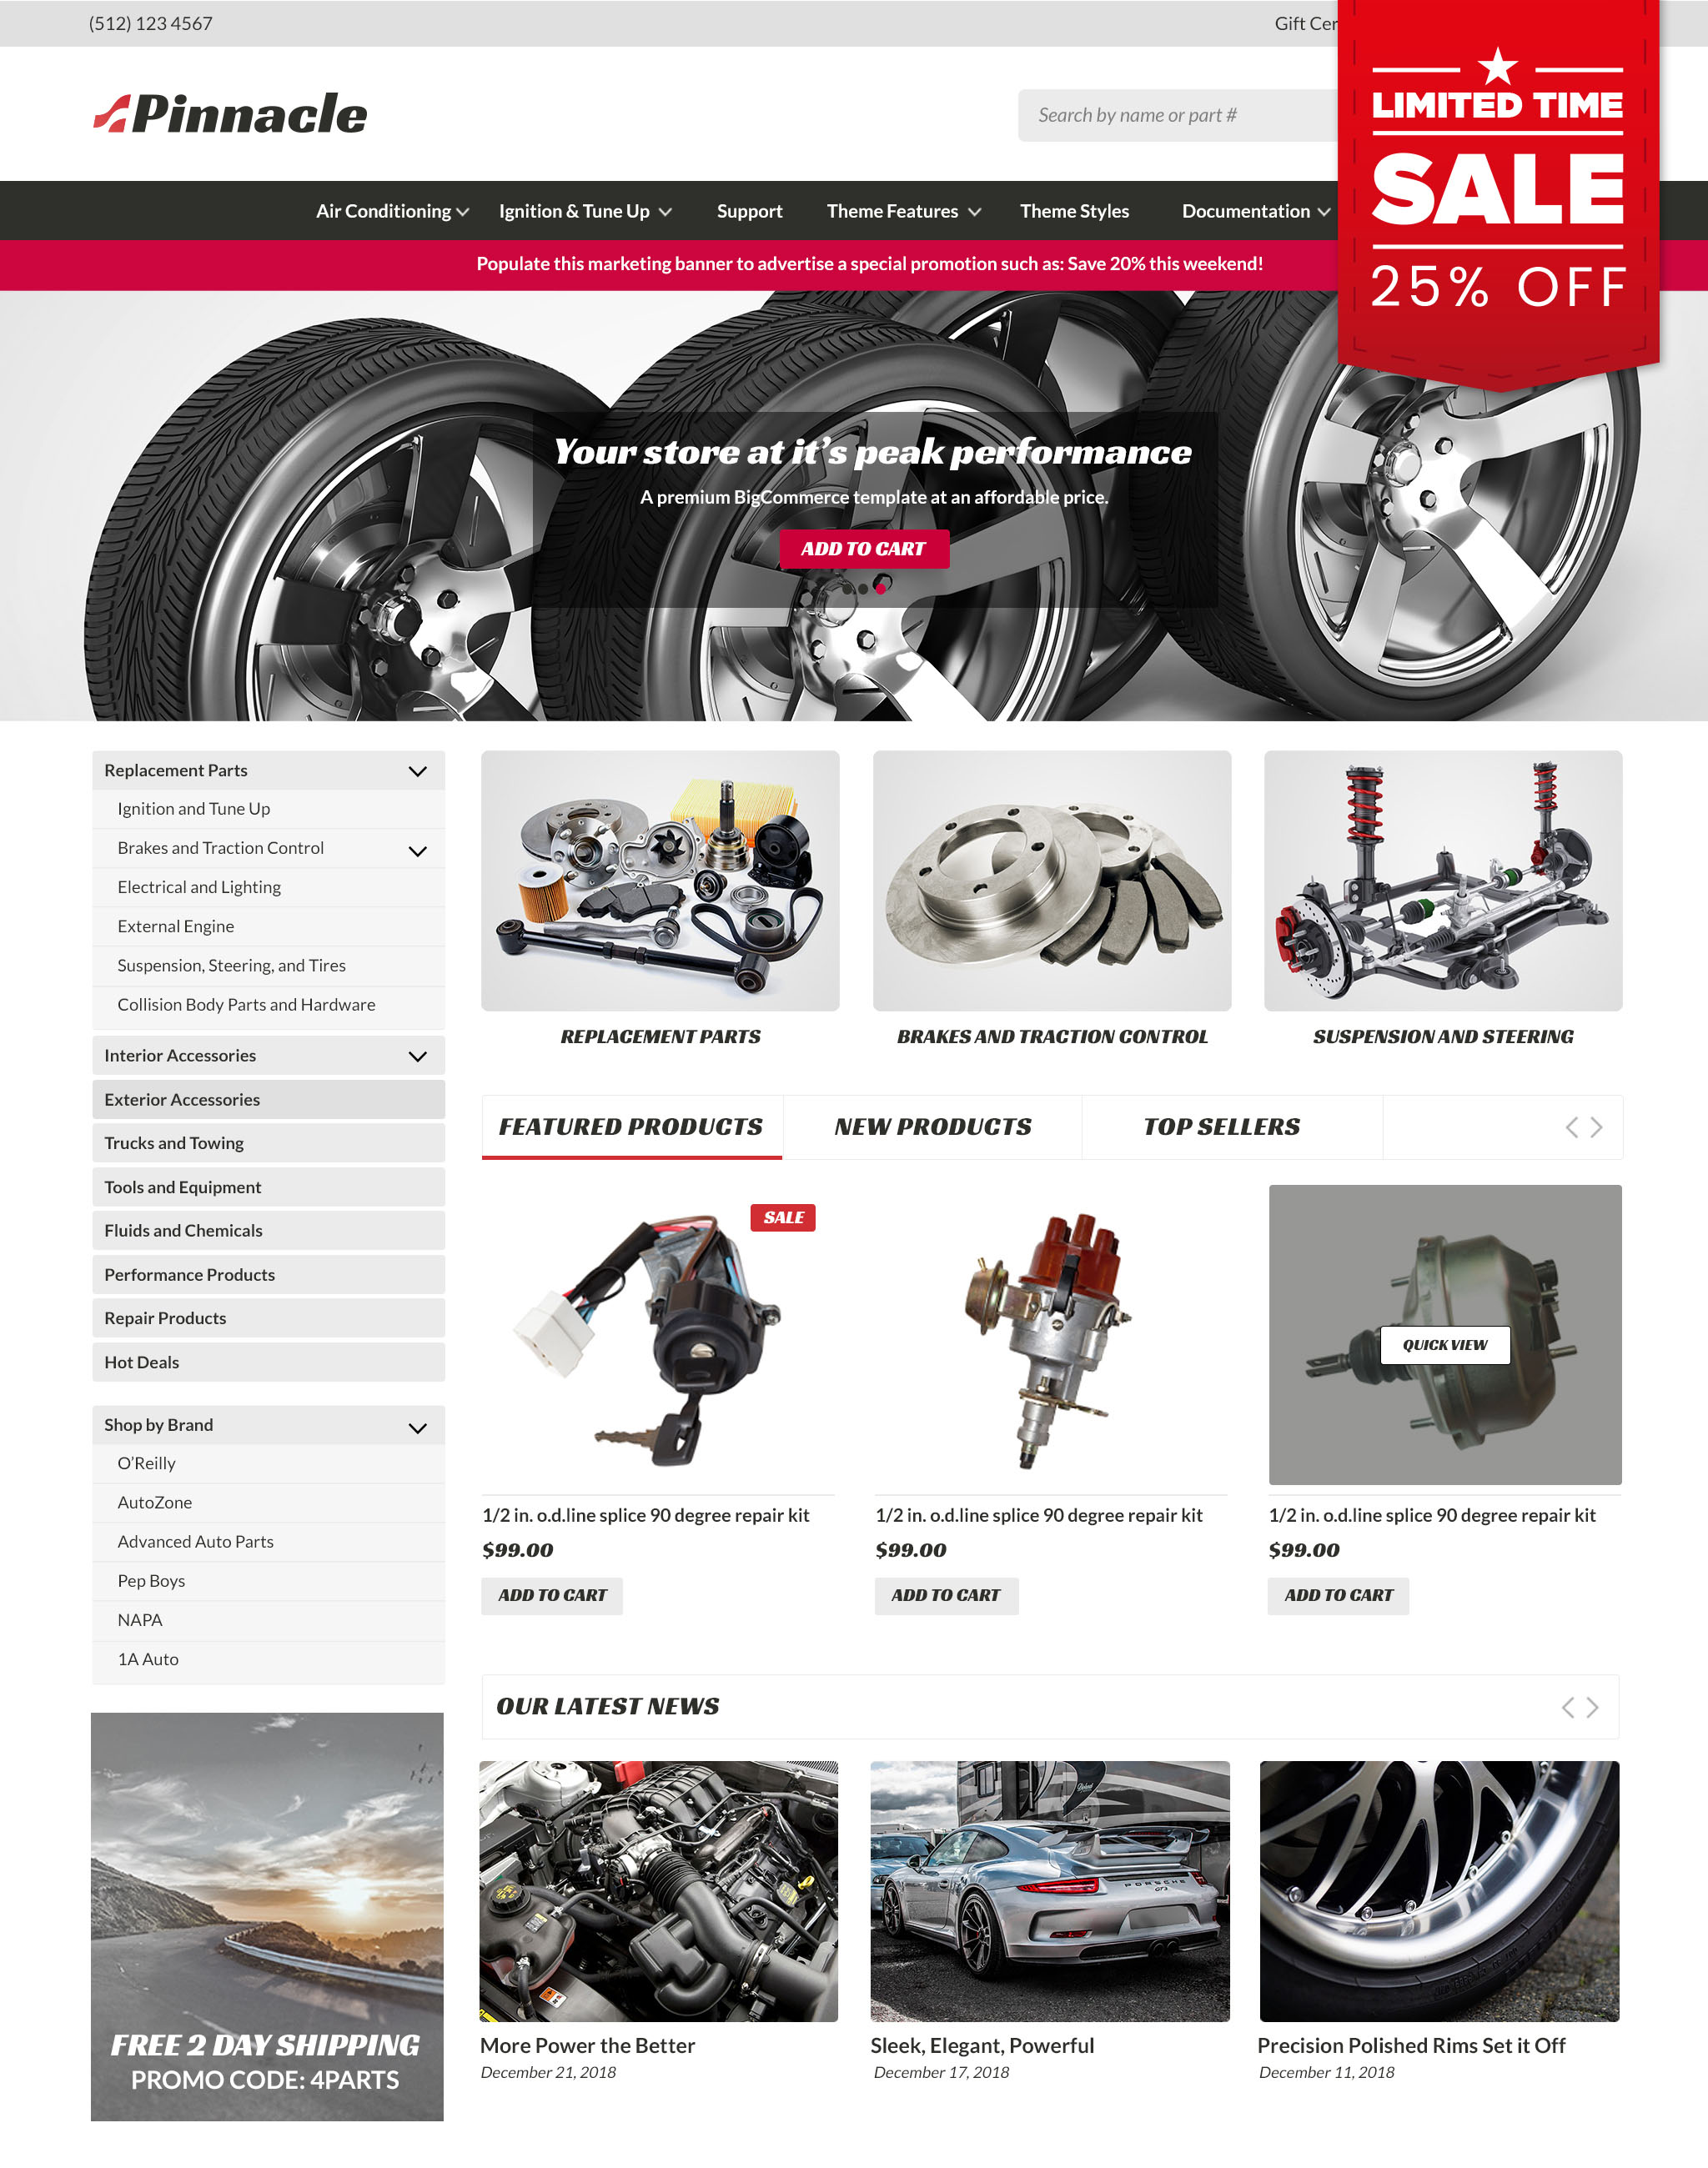 (512) 123 4567
Gift Cer
Pinnacle
Search by name or part #
LIMITED TIME
SALE
25% OFF
Air Conditioning
Ignition & Tune Up
Support
Theme Features
Theme Styles
Documentation
Populate this marketing banner to advertise a special promotion such as: Save 20% this weekend!
Your store at it's peak performance
A premium BigCommerce template at an affordable price.
ADD TO CART
Replacement Parts
Ignition and Tune Up
Brakes and Traction Control
Electrical and Lighting
External Engine
Suspension, Steering, and Tires
Collision Body Parts and Hardware
Interior Accessories
Exterior Accessories
Trucks and Towing
Tools and Equipment
Fluids and Chemicals
Performance Products
Repair Products
Hot Deals
Shop by Brand
O'Reilly
AutoZone
Advanced Auto Parts
Pep Boys
NAPA
1A Auto
FREE 2 DAY SHIPPING
PROMO CODE: 4PARTS
REPLACEMENT PARTS
BRAKES AND TRACTION CONTROL
SUSPENSION AND STEERING
FEATURED PRODUCTS
NEW PRODUCTS
TOP SELLERS
SALE
QUICK VIEW
1/2 in. o.d.line splice 90 degree repair kit
$99.00
ADD TO CART
1/2 in. o.d.line splice 90 degree repair kit
$99.00
ADD TO CART
1/2 in. o.d.line splice 90 degree repair kit
$99.00
ADD TO CART
OUR LATEST NEWS
PORSCHE
GT3
More Power the Better
December 21, 2018
Sleek, Elegant, Powerful
December 17, 2018
Precision Polished Rims Set it Off
December 11, 2018